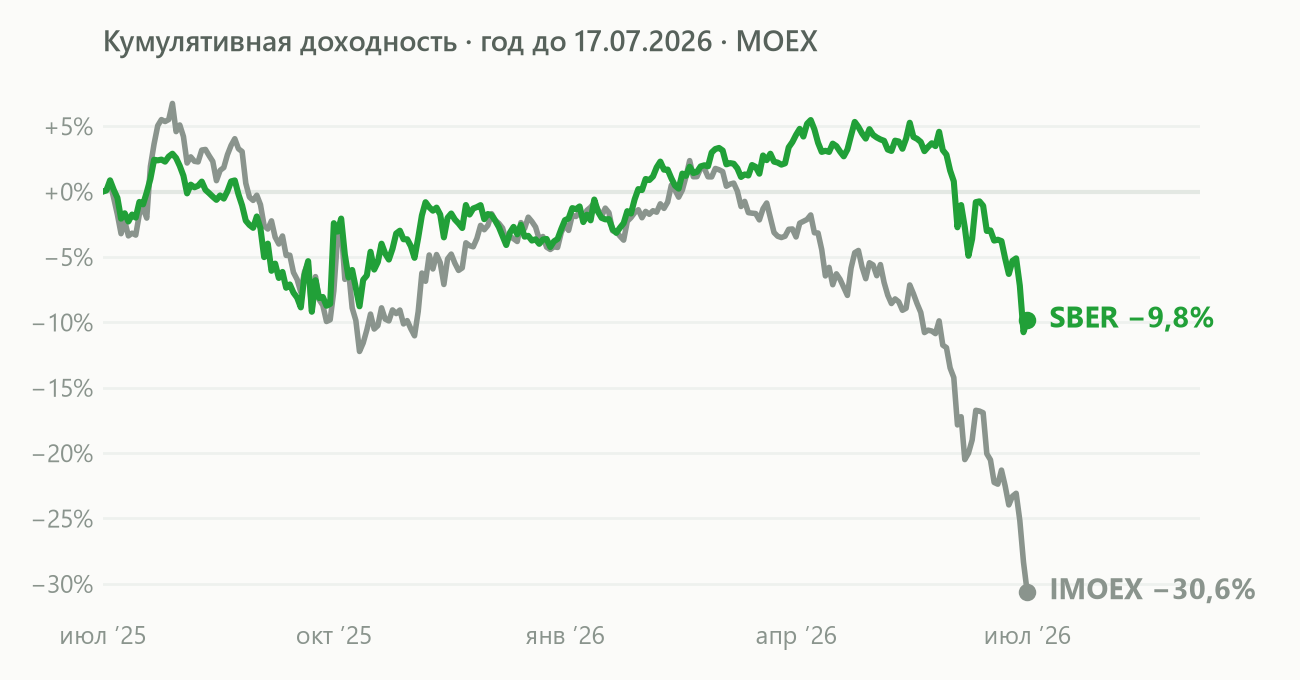 Кумулятивная доходность · год до 17.07.2026 · MOEX
+5%
+0%
−5%
−10%
SBER −9,8%
−15%
−20%
−25%
−30%
IMOEX −30,6%
июл ’25
окт ’25
янв ’26
апр ’26
июл ’26